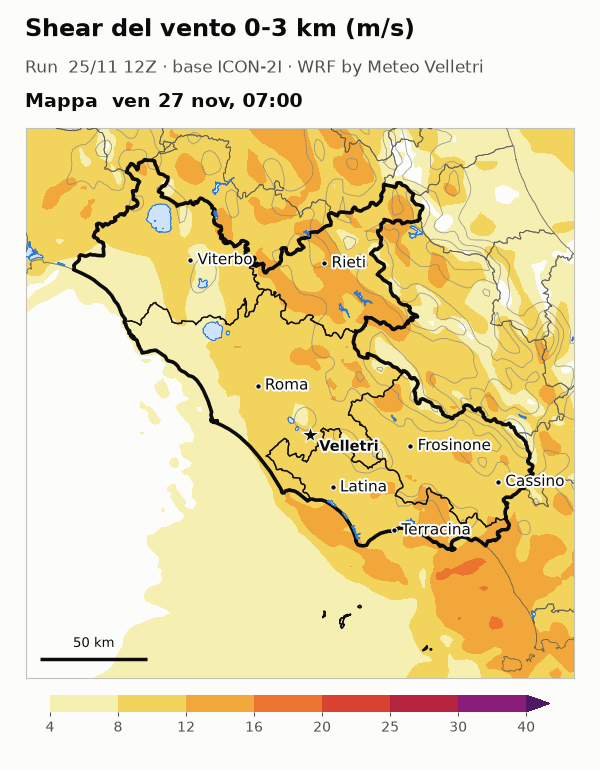 Shear del vento 0-3 km (m/s)
Run  25/11 12Z · base ICON-2I · WRF by Meteo Velletri
Mappa  ven 27 nov, 07:00
Viterbo
Rieti
Roma
Velletri
Frosinone
Latina
Cassino
Terracina
50 km
4 8 12 16 20 25 30 40